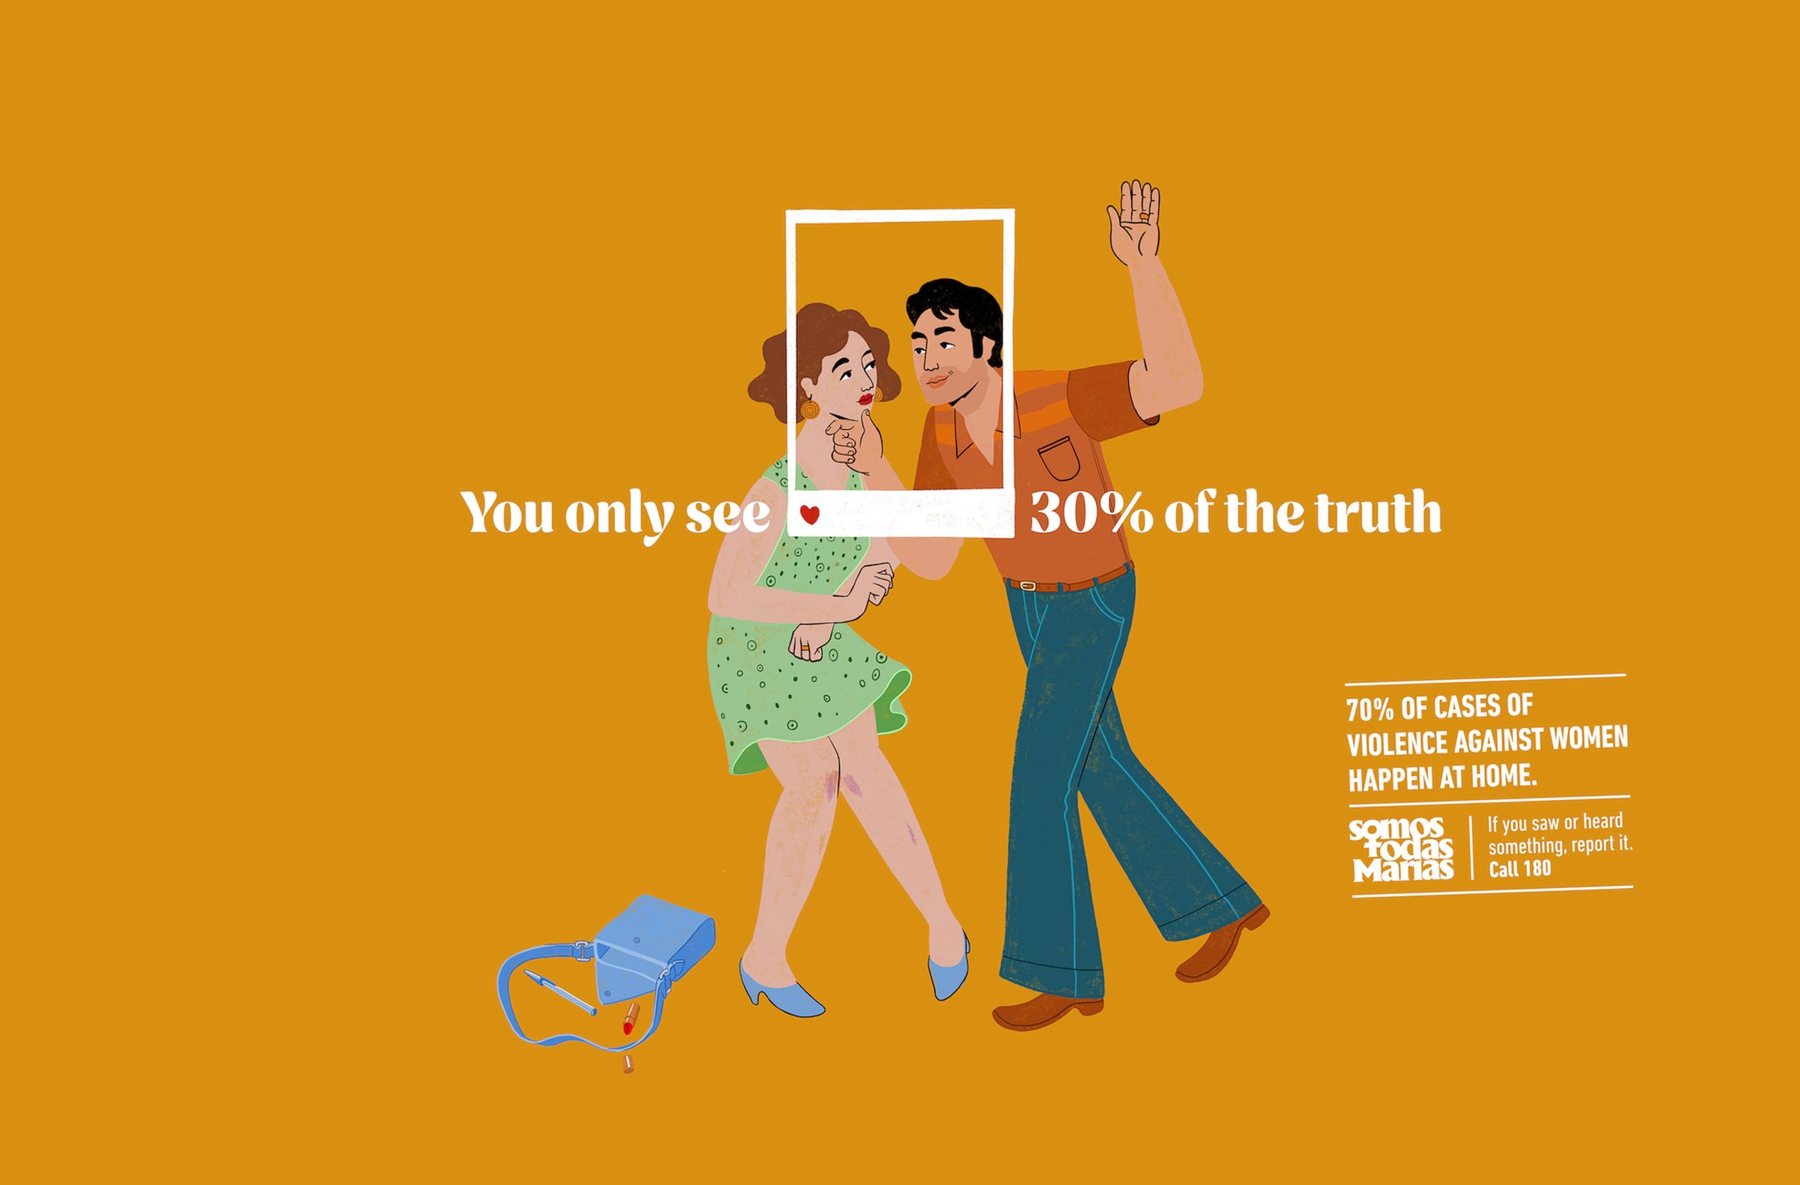 You only see 30% of the truth
70% OF CASES OF
VIOLENCE AGAINST WOMEN
HAPPEN AT HOME.
somos
todas
Marias
If you saw or heard
something, report it.
Call 180